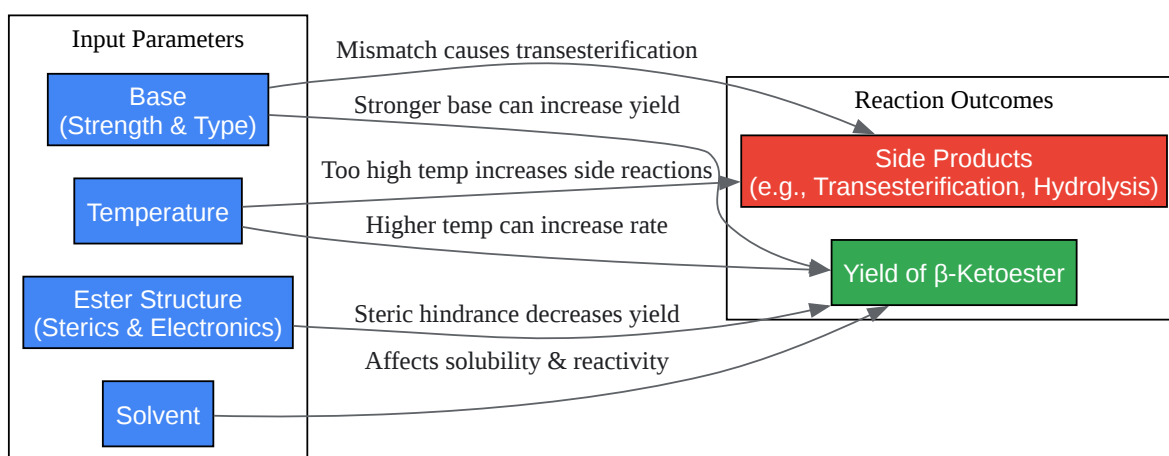 Input Parameters
Base
(Strength & Type)
Temperature
Ester Structure
(Sterics & Electronics)
Solvent
Mismatch causes transesterification
Stronger base can increase yield
Too high temp increases side reactions
Higher temp can increase rate
Steric hindrance decreases yield
Affects solubility & reactivity
Reaction Outcomes
Side Products
(e.g., Transesterification, Hydrolysis)
Yield of β-Ketoester